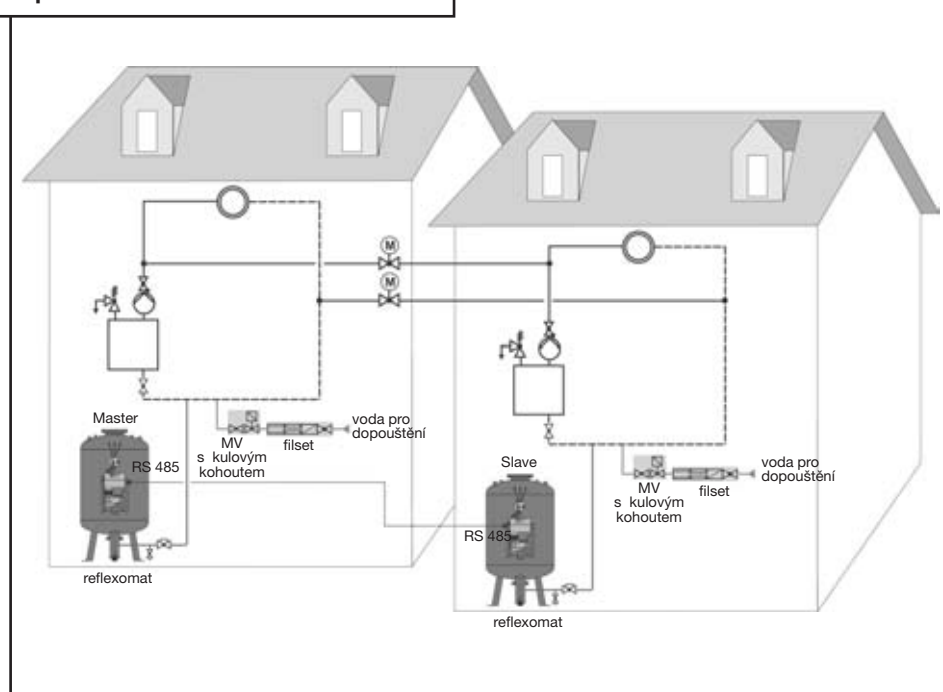 M
M
Master
RS 485
MV
s kulovým
kohoutem
filset
voda pro
dopouštění
reflexomat
Slave
RS 485
MV
s kulovým
kohoutem
filset
voda pro
dopouštění
reflexomat